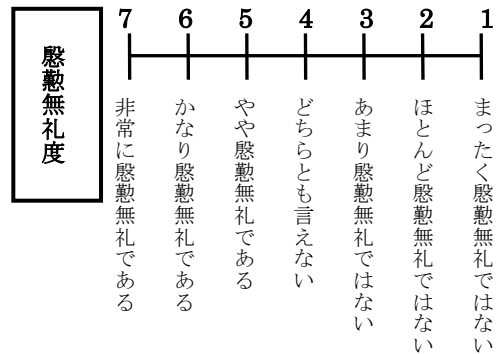 慇懃無礼度
7 6 5 4 3 2 1
まったく慇懃無礼ではない
ほとんど慇懃無礼ではない
あまり慇懃無礼ではない
どちらとも言えない
やや慇懃無礼である
かなり慇懃無礼である
非常に慇懃無礼である